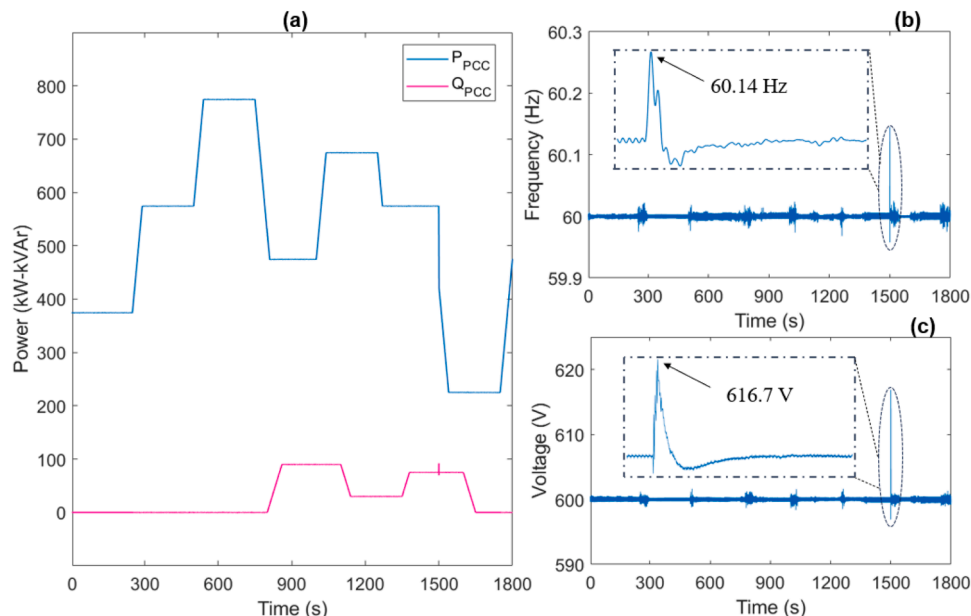 (a)
P_PCC
Q_PCC
800
700
600
500
400
300
200
100
0
Power (kW-kVAr)
0 300 600 900 1200 1500 1800
Time (s)
(b)
60.3
60.2
60.1
60
59.9
Frequency (Hz)
60.14 Hz
0 300 600 900 1200 1500 1800
Time (s)
(c)
620
610
600
590
Voltage (V)
616.7 V
0 300 600 900 1200 1500 1800
Time (s)